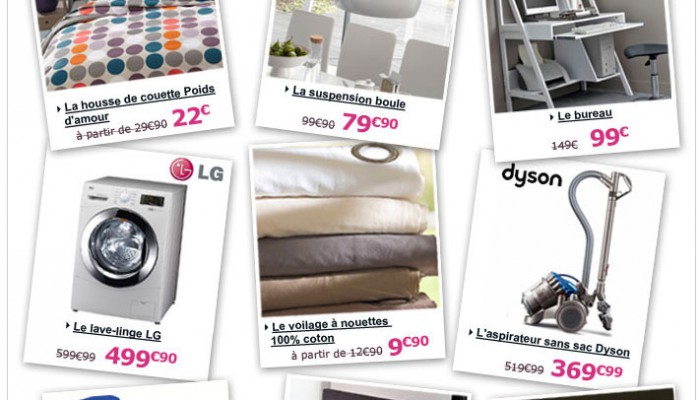 La housse de couette Poids
d'amour
à partir de 29€90 22€
La suspension boule
99€90 79€90
Le bureau
149€ 99€
LG
Le lave-linge LG
599€99 499€90
Le voilage à nouettes
100% coton
à partir de 12€90 9€90
dyson
L'aspirateur sans sac Dyson
519€99 369€99